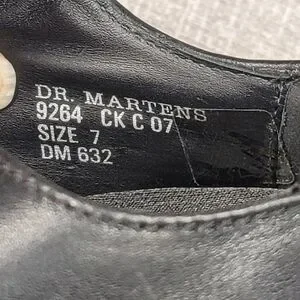 DR. MARTENS
9264 CK C 07
SIZE 7
DM 632